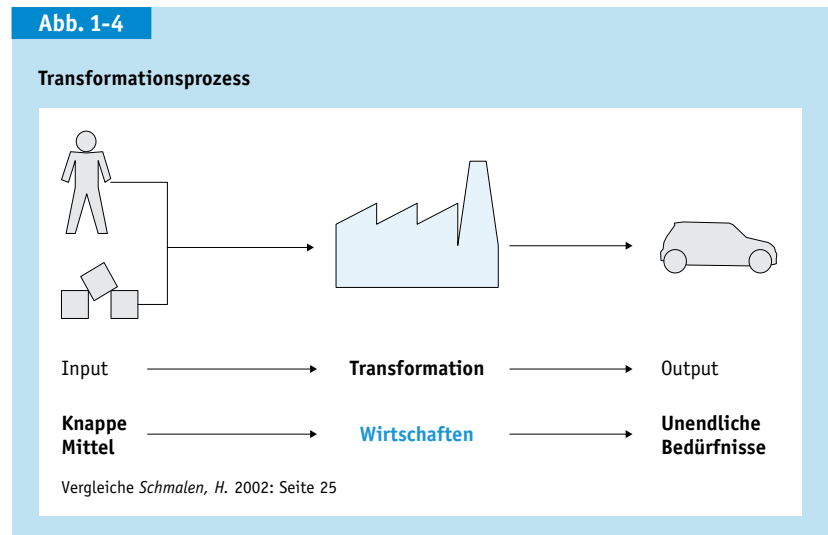 Abb. 1-4
Transformationsprozess
Input
Transformation
Output
Knappe
Mittel
Wirtschaften
Unendliche
Bedürfnisse
Vergleiche Schmalen, H. 2002: Seite 25